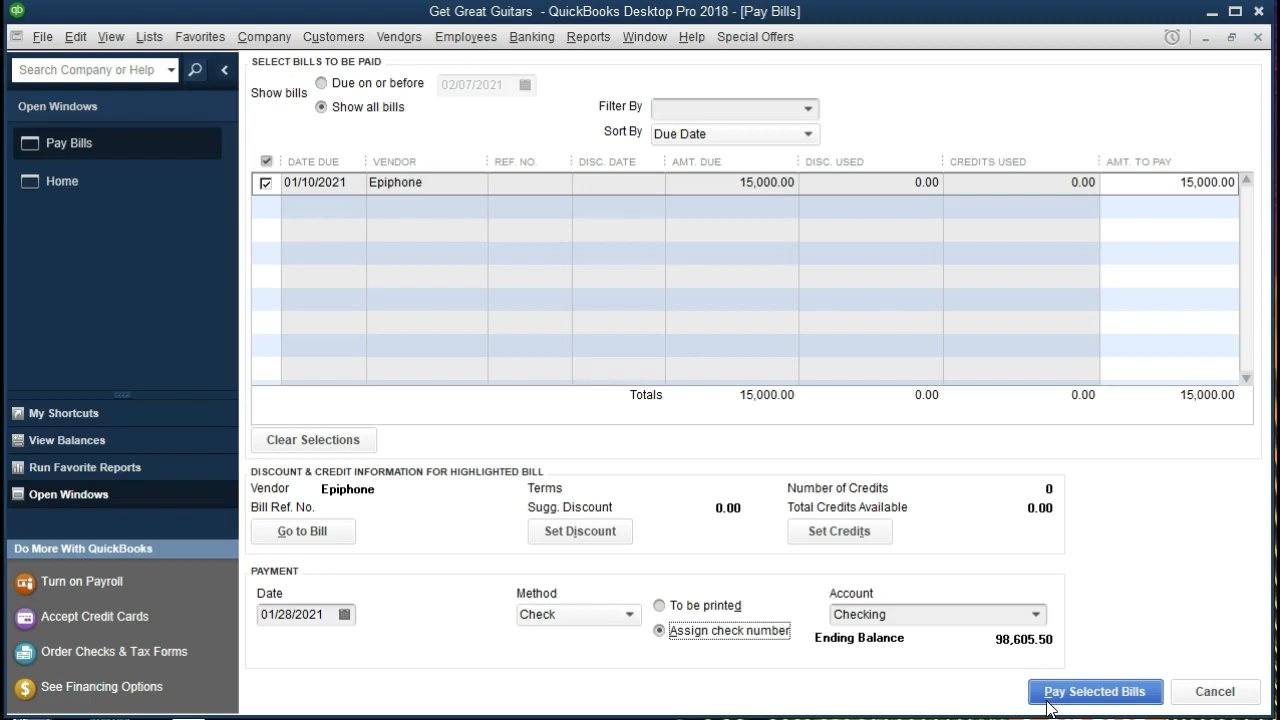 Get Great Guitars - QuickBooks Desktop Pro 2018 - [Pay Bills]
File Edit View Lists Favorites Company Customers Vendors Employees Banking Reports Window Help Special Offers
Search Company or Help
Open Windows
Pay Bills
Home
My Shortcuts
View Balances
Run Favorite Reports
Open Windows
Do More With QuickBooks
Turn on Payroll
Accept Credit Cards
Order Checks & Tax Forms
See Financing Options
SELECT BILLS TO BE PAID
Show bills
Due on or before 02/07/2021
Show all bills
Filter By
Sort By Due Date
DATE DUE VENDOR REF. NO. DISC. DATE AMT. DUE DISC. USED CREDITS USED AMT. TO PAY
01/10/2021 Epiphone 15,000.00 0.00 0.00 15,000.00
Totals 15,000.00 0.00 0.00 15,000.00
Clear Selections
DISCOUNT & CREDIT INFORMATION FOR HIGHLIGHTED BILL
Vendor Epiphone Terms Number of Credits 0
Bill Ref. No. Sugg. Discount 0.00 Total Credits Available 0.00
Go to Bill Set Discount Set Credits
PAYMENT
Date Method Account
01/28/2021 Check To be printed Checking
Assign check number Ending Balance 98,605.50
Pay Selected Bills Cancel